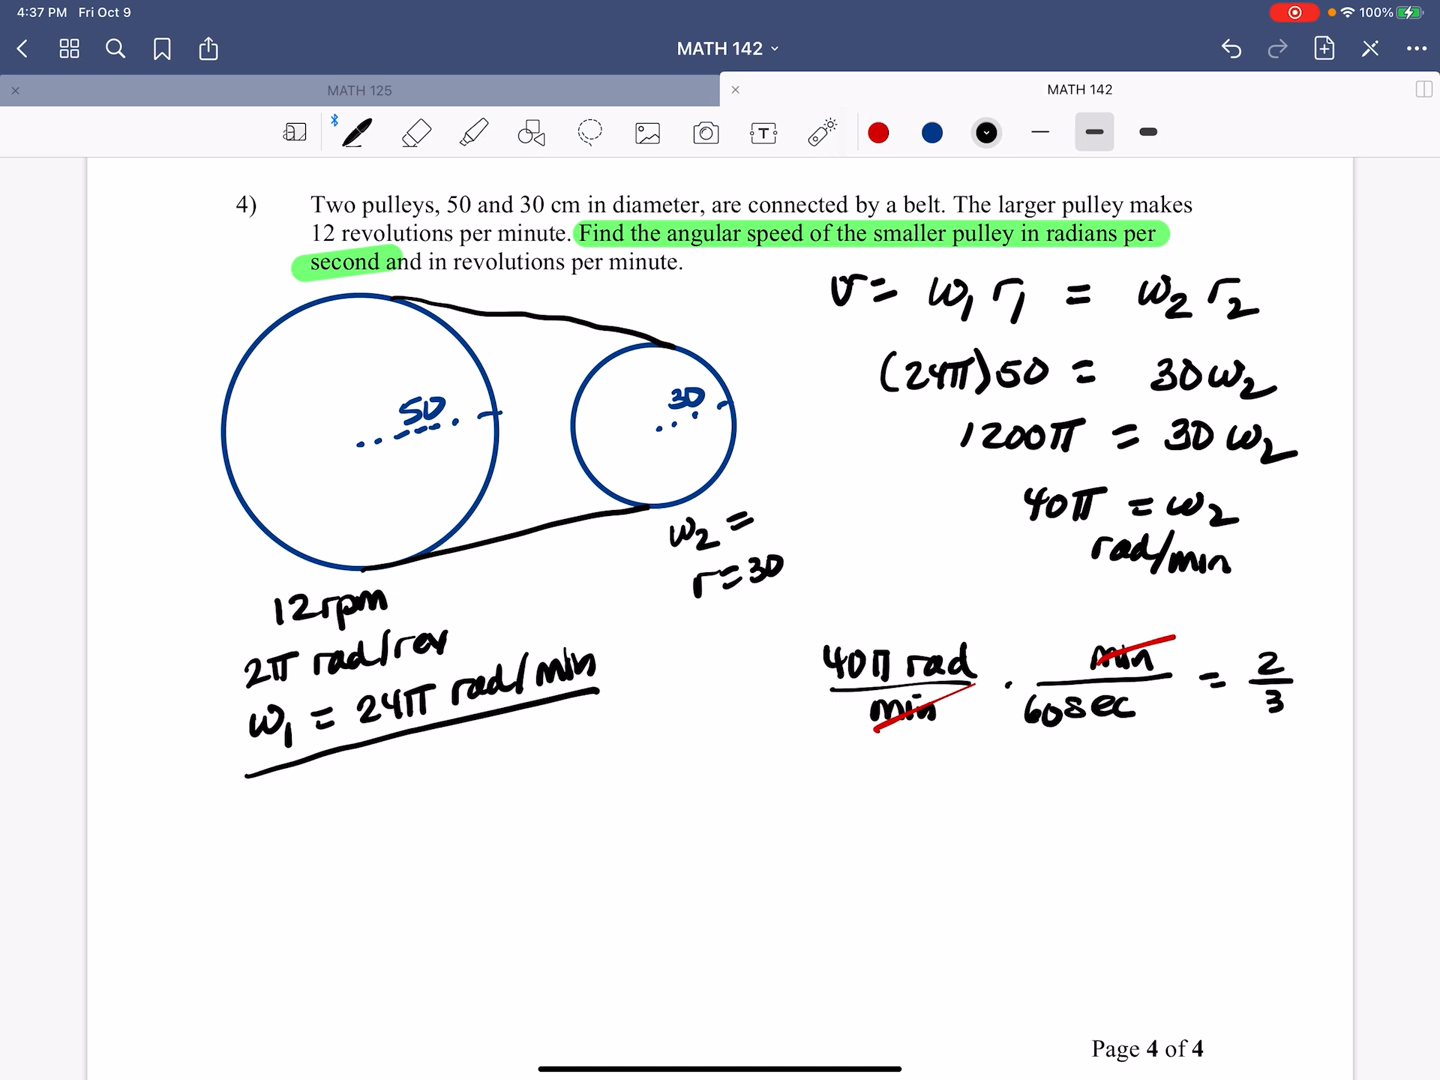 4:37 PM Fri Oct 9
100%
MATH 142
MATH 125
MATH 142
T
4) Two pulleys, 50 and 30 cm in diameter, are connected by a belt. The larger pulley makes
12 revolutions per minute. Find the angular speed of the smaller pulley in radians per
second and in revolutions per minute.
v = ω₁ r₁ = ω₂ r₂
(24π)50 = 30ω₂
1200π = 30ω₂
40π = ω₂
rad/min
50
30
ω₂ =
r=30
12rpm
2π rad/rev
ω₁ = 24π rad/min
40π rad/min · min/60sec = 2/3
Page 4 of 4